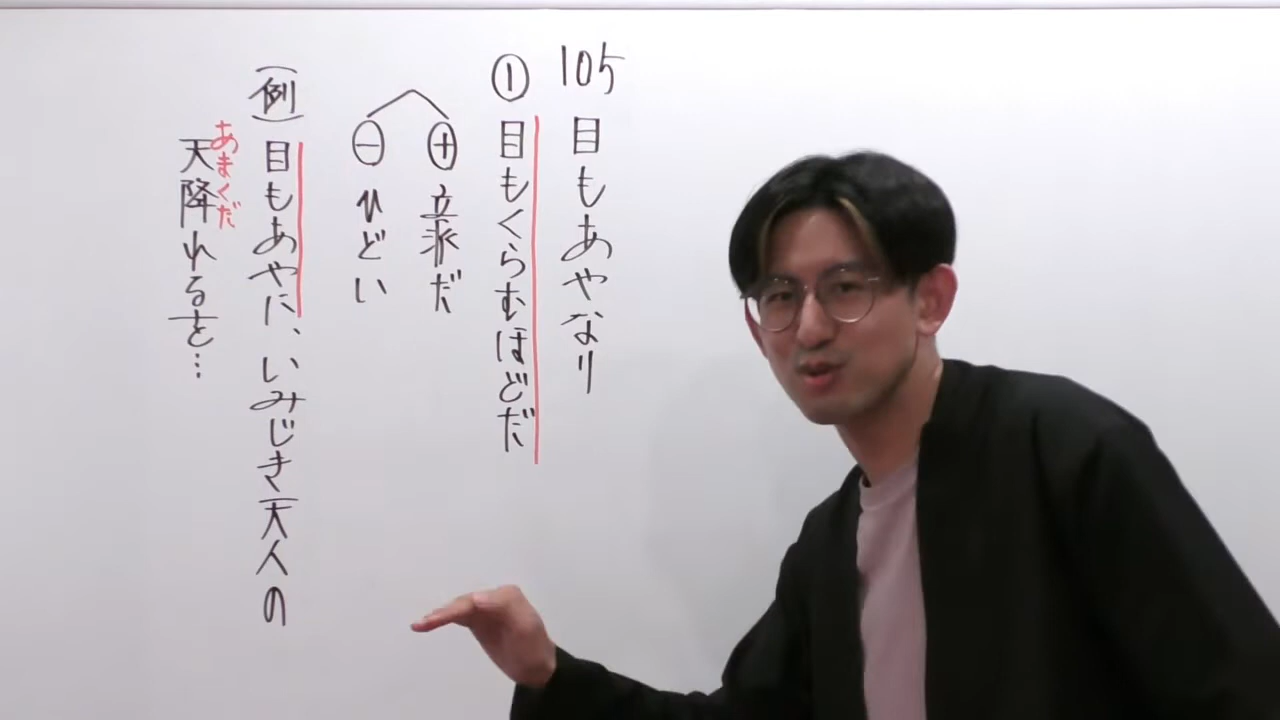 105
目もあやなり
① 目もくらむほどだ
⊕ 立派だ
⊖ ひどい
(例) 目もあやに、いみじき天人の
天降れるを…
あまくだ